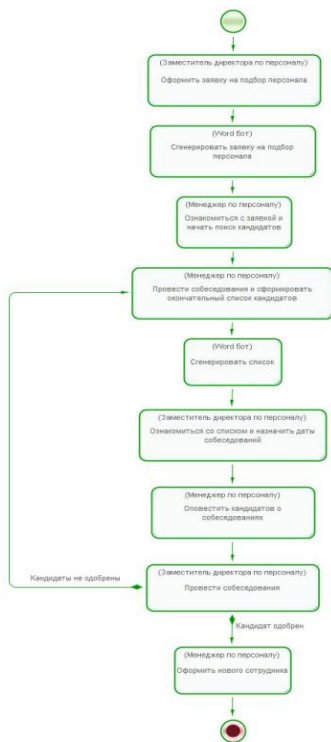 (Заместитель директора по персоналу)
Оформить заявку на подбор персонала
(Word бот)
Сгенерировать заявку на подбор
персонала
(Менеджер по персоналу)
Ознакомиться с заявкой и
начать поиск кандидатов
(Менеджер по персоналу)
Провести собеседования и сформировать
окончательный список кандидатов
(Word бот)
Сгенерировать список
(Заместитель директора по персоналу)
Ознакомиться со списком и назначить даты
собеседований
(Менеджер по персоналу)
Оповестить кандидатов о
собеседованиях
(Заместитель директора по персоналу)
Кандидаты не одобрены
Провести собеседования
Кандидат одобрен
(Менеджер по персоналу)
Оформить нового сотрудника